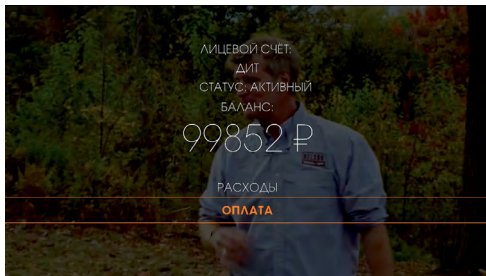 ЛИЦЕВОЙ СЧЁТ:
ДИТ
СТАТУС: АКТИВНЫЙ
БАЛАНС:
99852 ₽
РАСХОДЫ
ОПЛАТА